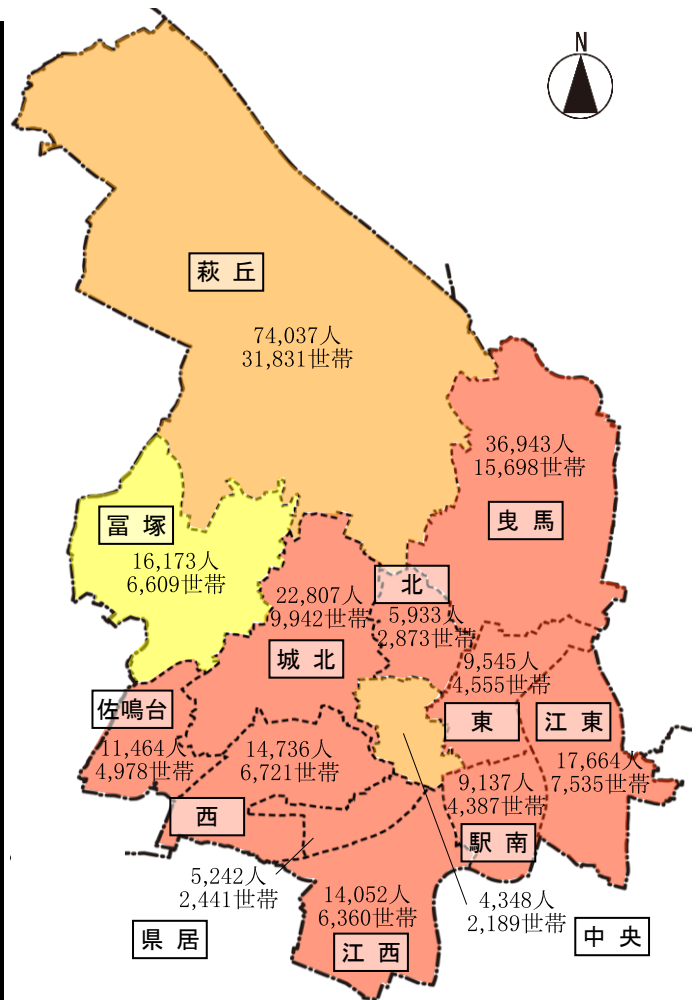 N
萩丘
74,037人
31,831世帯
36,943人
15,698世帯
曳馬
冨塚
16,173人
6,609世帯
北
5,933人
2,873世帯
22,807人
9,942世帯
城北
9,545人
4,555世帯
佐鳴台
11,464人
4,978世帯
東
江東
17,664人
7,535世帯
14,736人
6,721世帯
9,137人
4,387世帯
西
駅南
5,242人
2,441世帯
14,052人
6,360世帯
4,348人
2,189世帯
県居
江西
中央